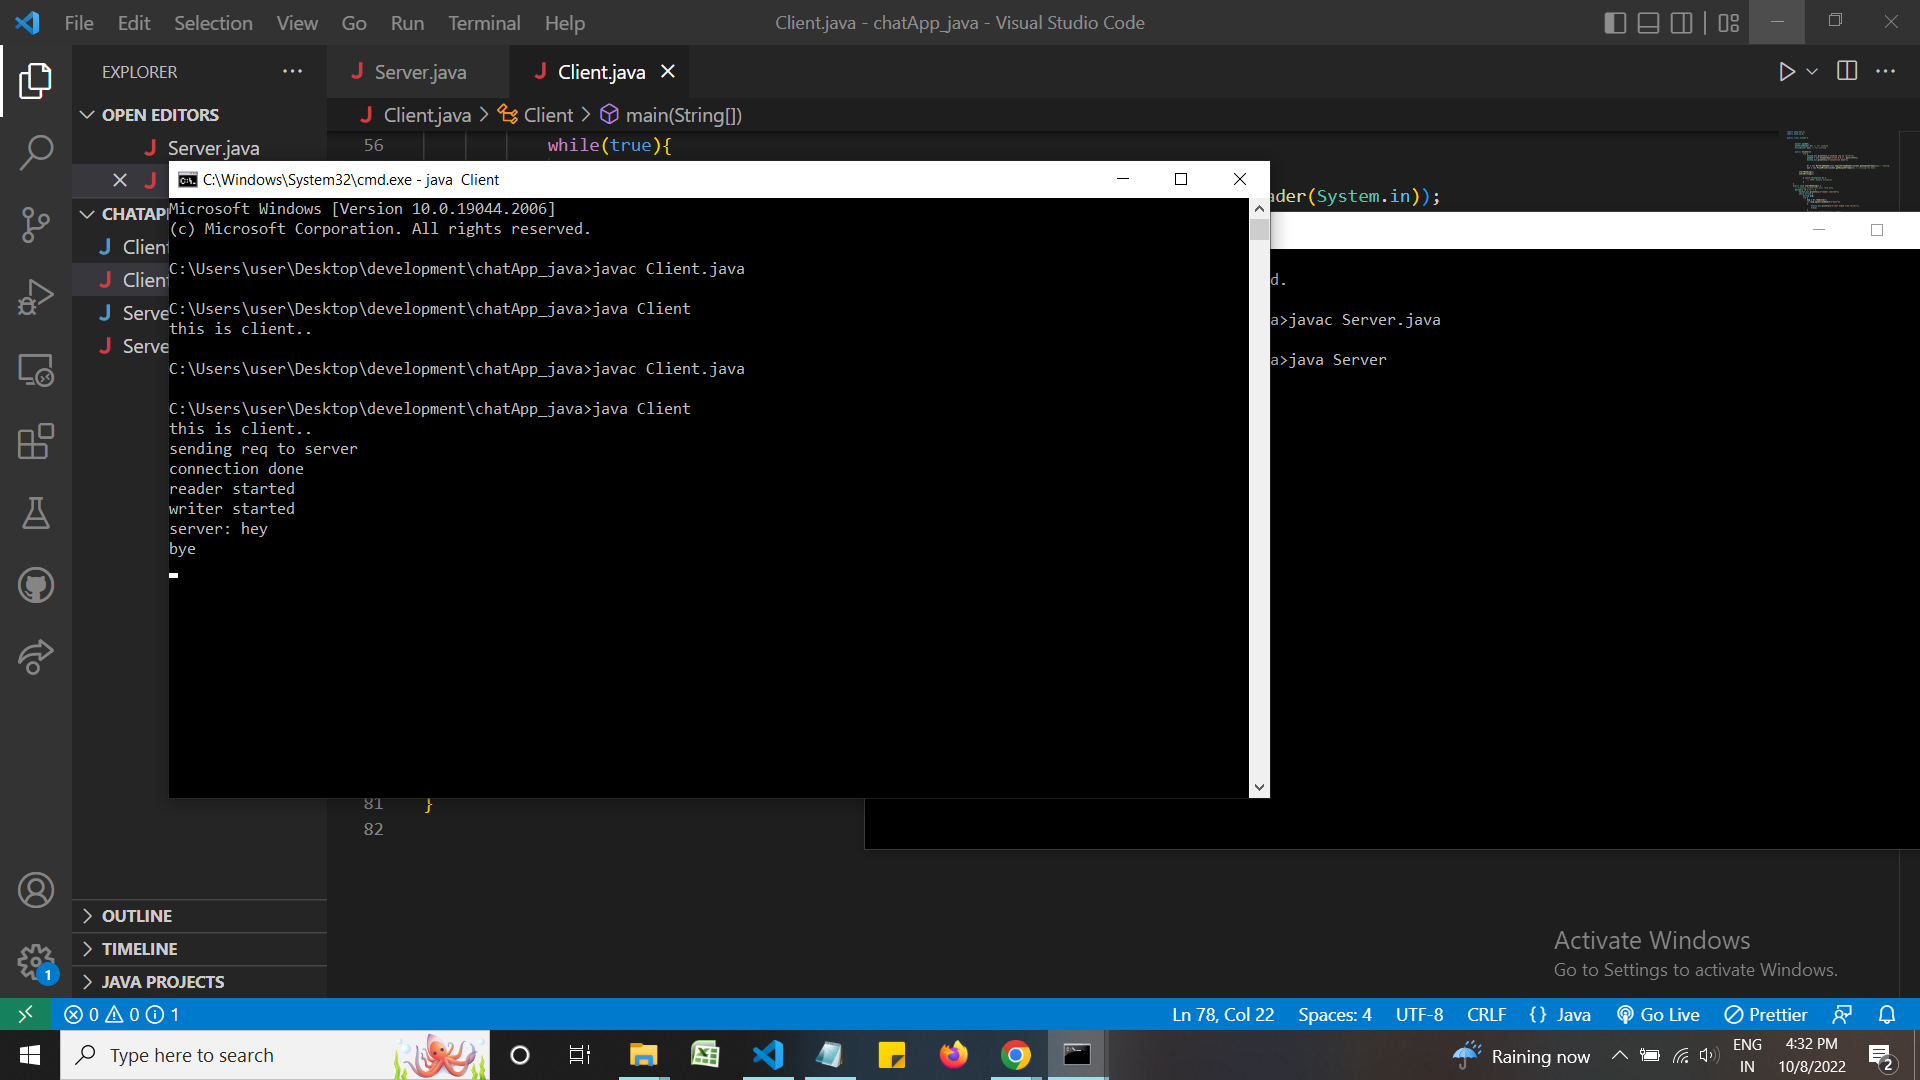 File Edit Selection View Go Run Terminal Help
Client.java - chatApp_java - Visual Studio Code
EXPLORER
Server.java
Client.java
OPEN EDITORS
Client.java > Client > main(String[])
Server.java
56 while(true){
C:\Windows\System32\cmd.exe - java Client
ader(System.in));
CHATAP
Microsoft Windows [Version 10.0.19044.2006]
(c) Microsoft Corporation. All rights reserved.
Client
C:\Users\user\Desktop\development\chatApp_java>javac Client.java
d.
Client
C:\Users\user\Desktop\development\chatApp_java>java Client
this is client..
a>javac Server.java
Serve
Serve
a>java Server
C:\Users\user\Desktop\development\chatApp_java>javac Client.java
C:\Users\user\Desktop\development\chatApp_java>java Client
this is client..
sending req to server
connection done
reader started
writer started
server: hey
bye
81 }
82
OUTLINE
TIMELINE
JAVA PROJECTS
1
Activate Windows
Go to Settings to activate Windows.
0 0 1
Ln 78, Col 22 Spaces: 4 UTF-8 CRLF {} Java Go Live Prettier
Type here to search
Raining now
ENG
IN
4:32 PM
10/8/2022
2